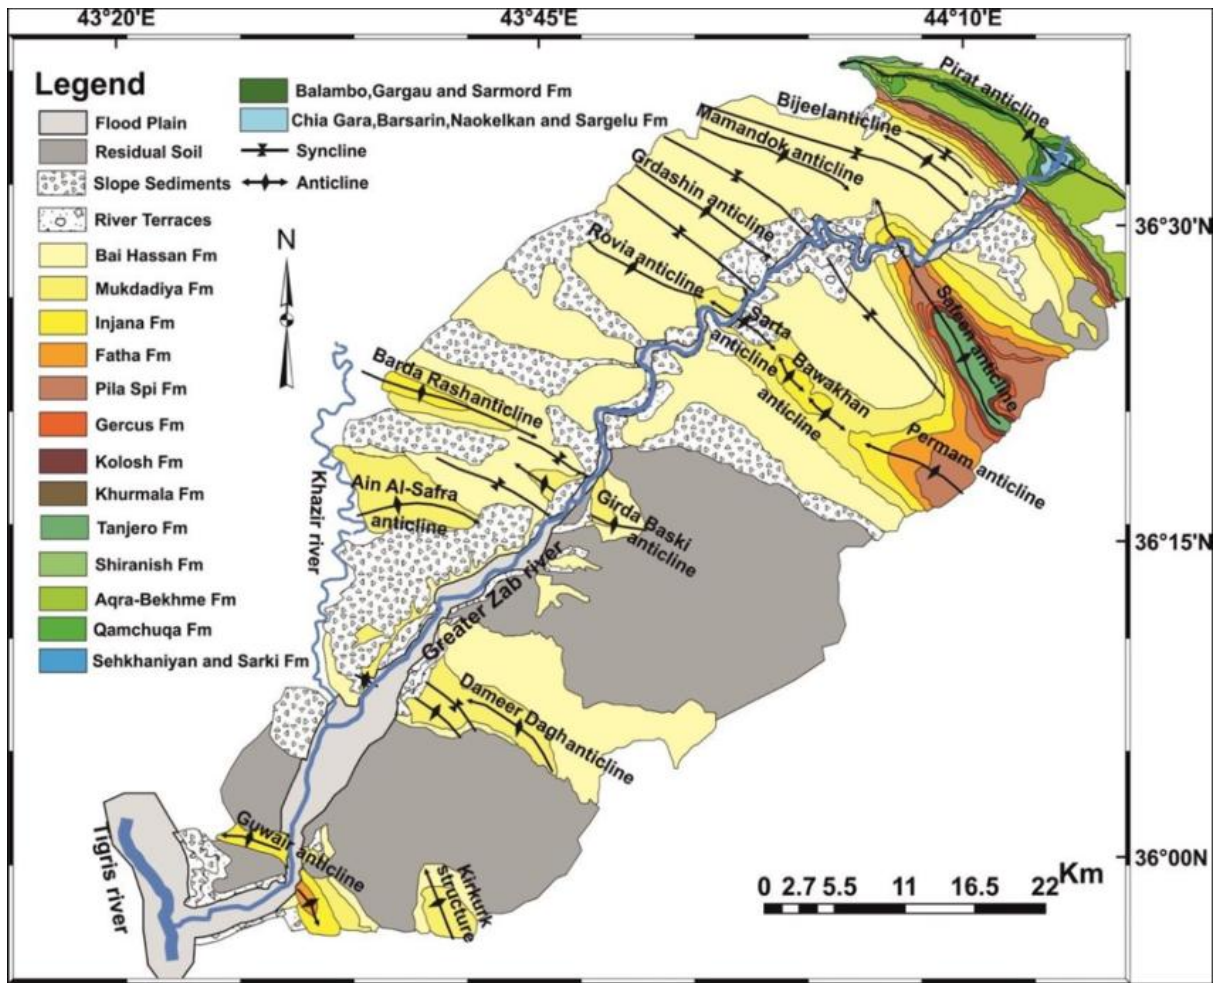 43°20'E
43°45'E
44°10'E
Legend
Flood Plain
Residual Soil
Slope Sediments
River Terraces
Bai Hassan Fm
Mukdadiya Fm
Injana Fm
Fatha Fm
Pila Spi Fm
Gercus Fm
Kolosh Fm
Khurmala Fm
Tanjero Fm
Shiranish Fm
Aqra-Bekhme Fm
Qamchuqa Fm
Sehkhaniyan and Sarki Fm
Balambo,Gargau and Sarmord Fm
Chia Gara,Barsarin,Naokelkan and Sargelu Fm
Syncline
Anticline
N
Pirat anticline
Bijeelanticline
Mamandok anticline
Grdashin anticline
Rovia anticline
Sarta
anticline
Bawakhan
anticline
Safeen anticline
Permam anticline
Barda Rashanticline
Ain Al-Safra
anticline
Girda Baski
anticline
Khazir river
Greater Zab river
Dameer Daghanticline
Guwair anticline
Kirkurk
structure
Tigris river
36°30'N
36°15'N
36°00'N
0 2.7 5.5 11 16.5 22 Km